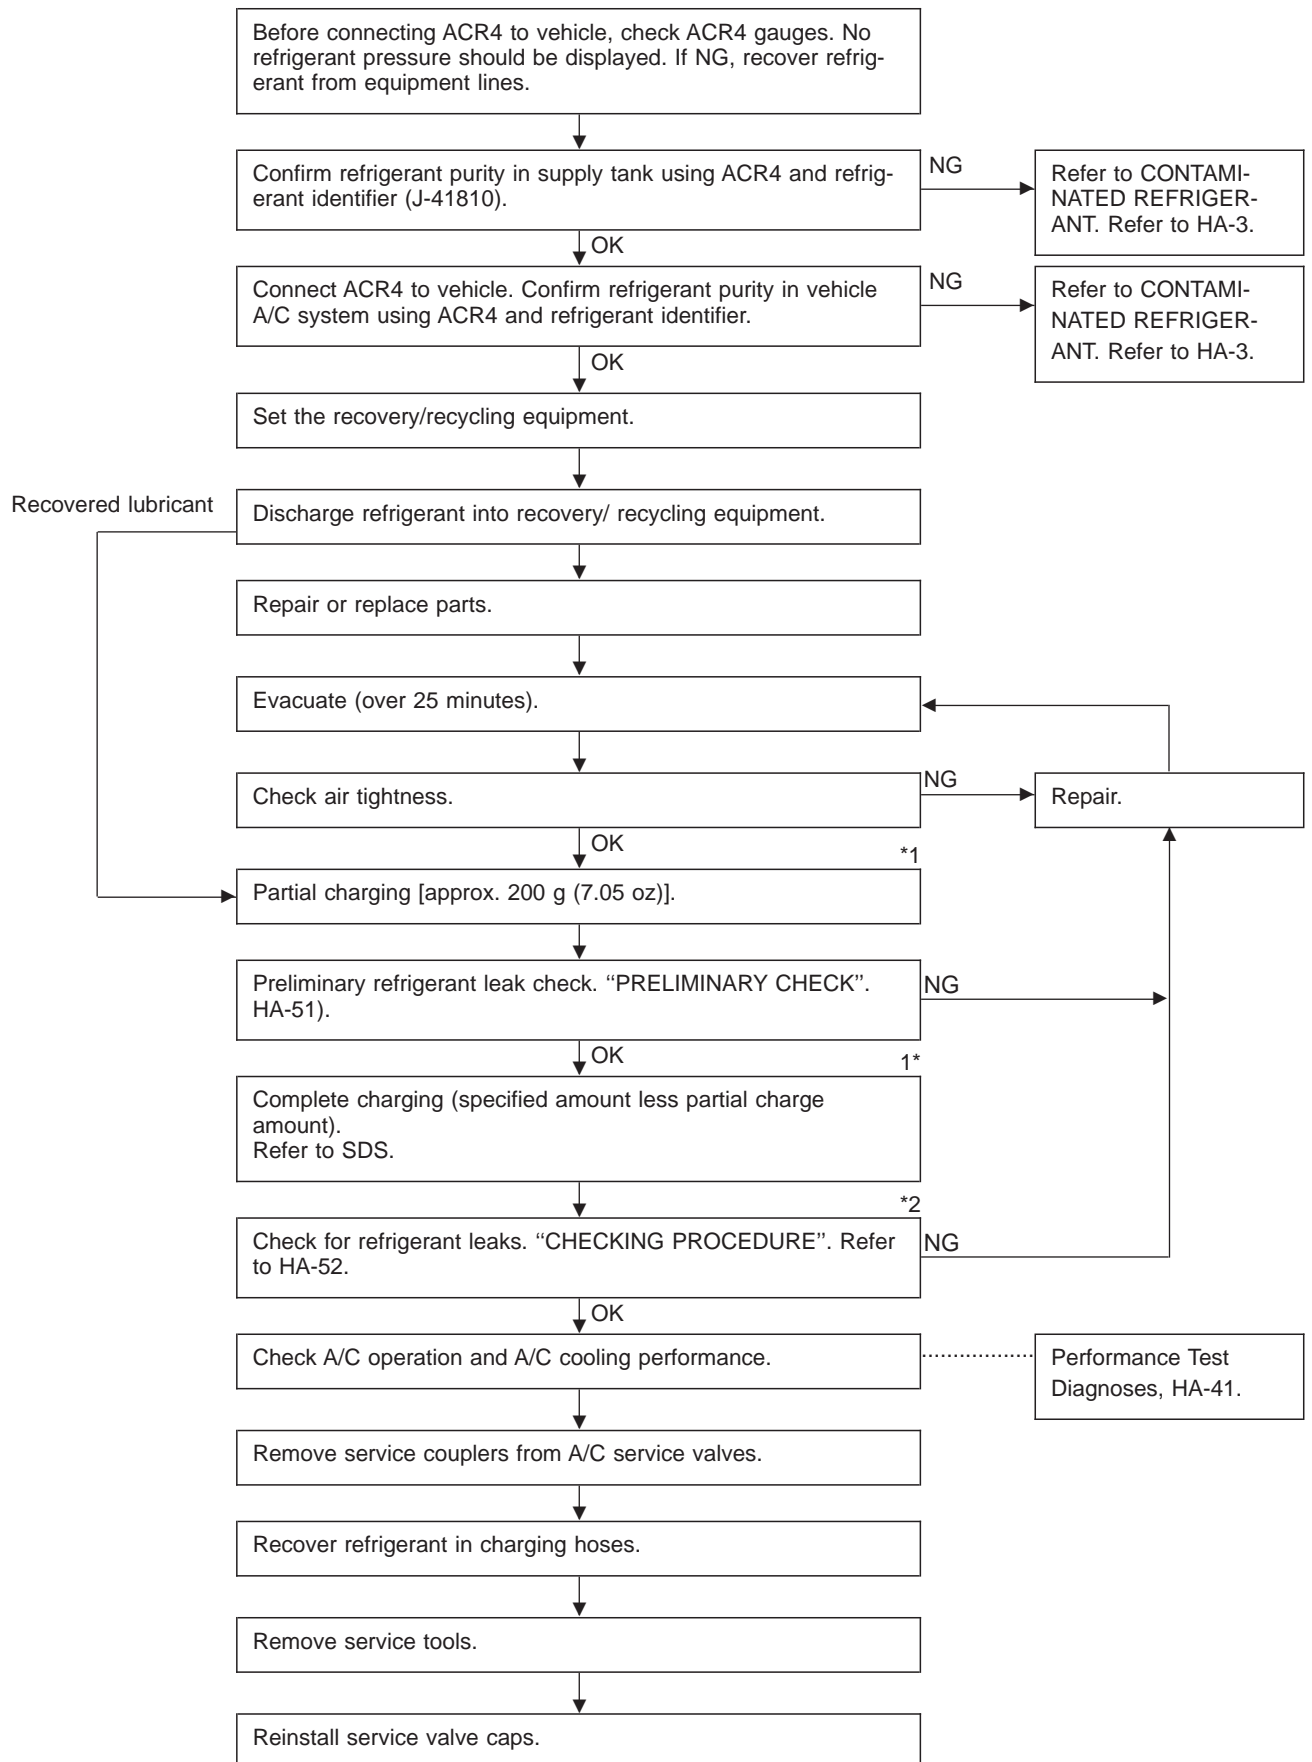 Before connecting ACR4 to vehicle, check ACR4 gauges. No
refrigerant pressure should be displayed. If NG, recover refrig-
erant from equipment lines.
Confirm refrigerant purity in supply tank using ACR4 and refrig-
erant identifier (J-41810).
NG
Refer to CONTAMI-
NATED REFRIGER-
ANT. Refer to HA-3.
OK
Connect ACR4 to vehicle. Confirm refrigerant purity in vehicle
A/C system using ACR4 and refrigerant identifier.
NG
Refer to CONTAMI-
NATED REFRIGER-
ANT. Refer to HA-3.
OK
Set the recovery/recycling equipment.
Recovered lubricant
Discharge refrigerant into recovery/ recycling equipment.
Repair or replace parts.
Evacuate (over 25 minutes).
Check air tightness.
NG
Repair.
OK
*1
Partial charging [approx. 200 g (7.05 oz)].
Preliminary refrigerant leak check. ‘‘PRELIMINARY CHECK’’.
HA-51).
NG
OK
1*
Complete charging (specified amount less partial charge
amount).
Refer to SDS.
*2
Check for refrigerant leaks. ‘‘CHECKING PROCEDURE’’. Refer
to HA-52.
NG
OK
Check A/C operation and A/C cooling performance.
Performance Test
Diagnoses, HA-41.
Remove service couplers from A/C service valves.
Recover refrigerant in charging hoses.
Remove service tools.
Reinstall service valve caps.